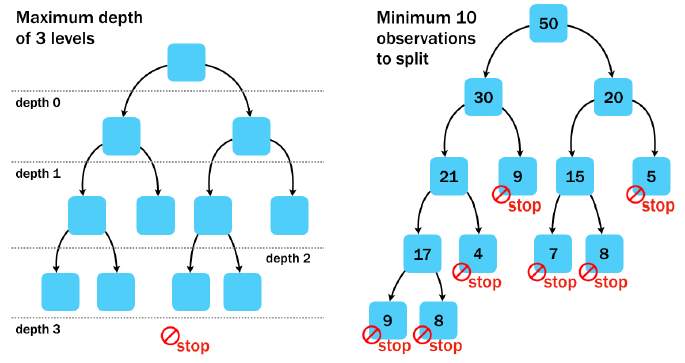 Maximum depth
of 3 levels
depth 0
depth 1
depth 2
depth 3
stop
Minimum 10
observations
to split
50
30
20
21
9
stop
15
5
stop
17
4
stop
7
stop
8
stop
9
stop
8
stop